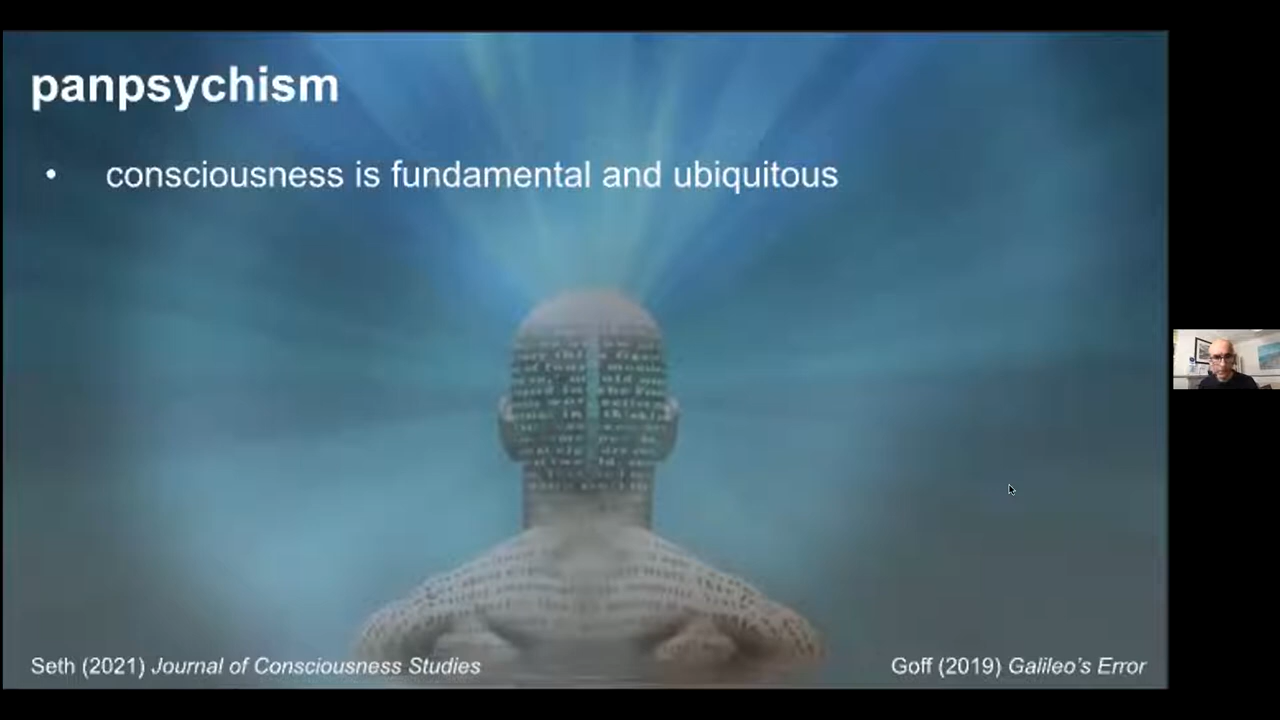 panpsychism
• consciousness is fundamental and ubiquitous
Seth (2021) Journal of Consciousness Studies
Goff (2019) Galileo's Error